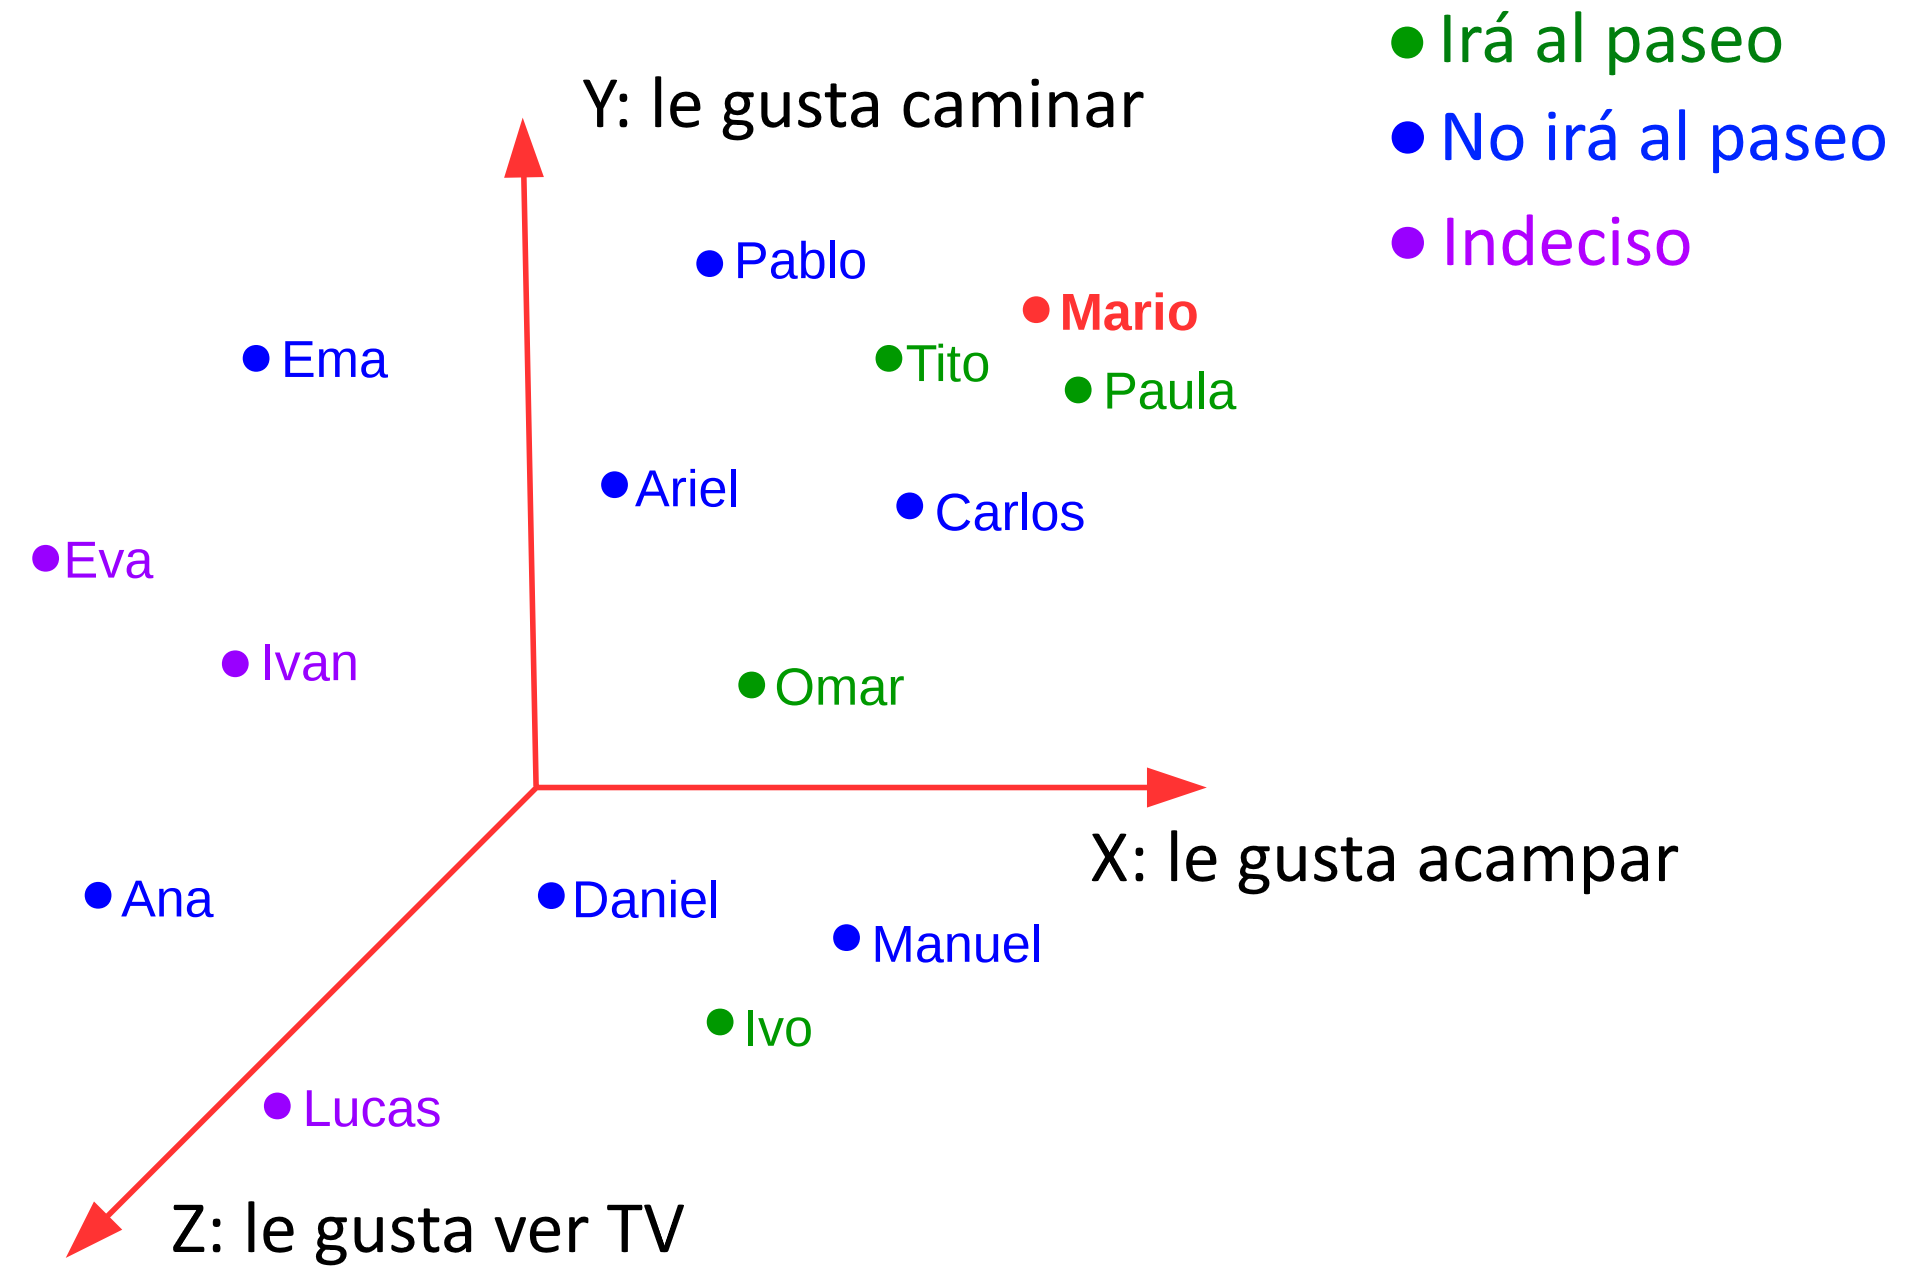 Irá al paseo
No irá al paseo
Indeciso
Y: le gusta caminar
Pablo
Mario
Tito
Paula
Ema
Ariel
Carlos
Eva
Ivan
Omar
X: le gusta acampar
Ana
Daniel
Manuel
Ivo
Lucas
Z: le gusta ver TV